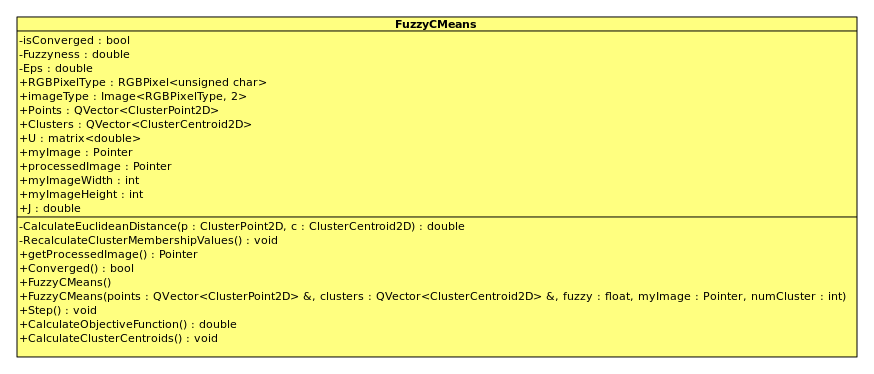 FuzzyCMeans
-isConverged : bool
-Fuzzyness : double
-Eps : double
+RGBPixelType : RGBPixel<unsigned char>
+imageType : Image<RGBPixelType, 2>
+Points : QVector<ClusterPoint2D>
+Clusters : QVector<ClusterCentroid2D>
+U : matrix<double>
+myImage : Pointer
+processedImage : Pointer
+myImageWidth : int
+myImageHeight : int
+J : double
-CalculateEuclideanDistance(p : ClusterPoint2D, c : ClusterCentroid2D) : double
-RecalculateClusterMembershipValues() : void
+getProcessedImage() : Pointer
+Converged() : bool
+FuzzyCMeans()
+FuzzyCMeans(points : QVector<ClusterPoint2D> &, clusters : QVector<ClusterCentroid2D> &, fuzzy : float, myImage : Pointer, numCluster : int)
+Step() : void
+CalculateObjectiveFunction() : double
+CalculateClusterCentroids() : void